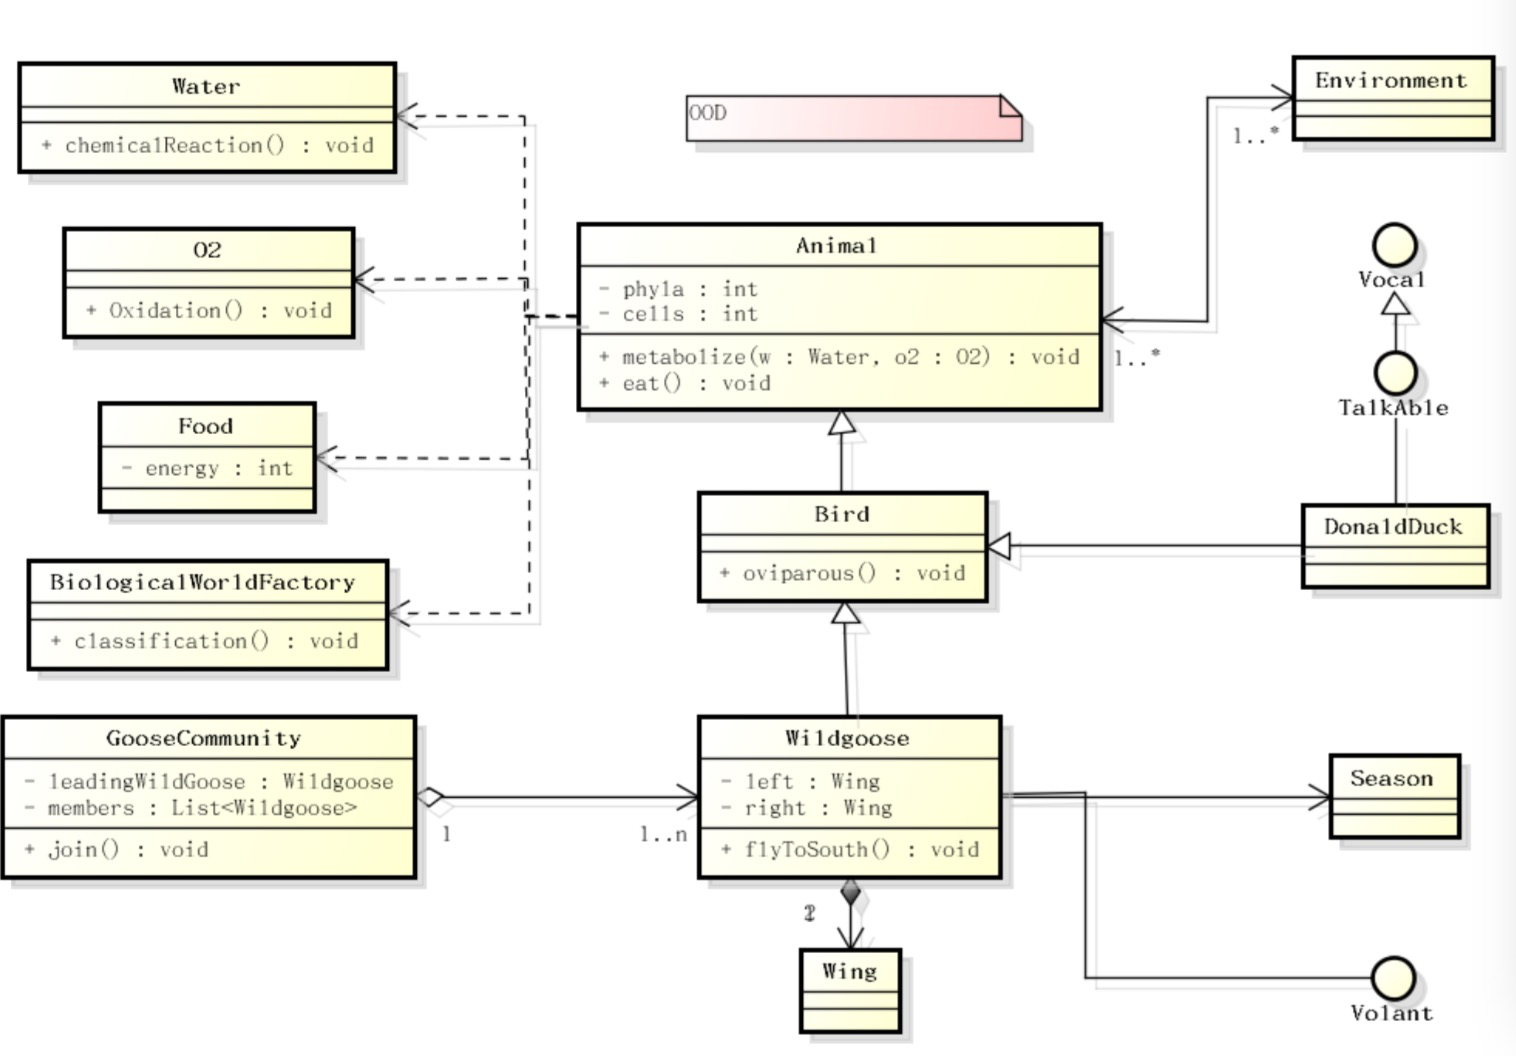 Water
+ chemicalReaction() : void
OOD
Environment
1..*
O2
+ Oxidation() : void
Animal
- phyla : int
- cells : int
+ metabolize(w : Water, o2 : O2) : void
+ eat() : void
1..*
Vocal
TalkAble
Food
- energy : int
Bird
+ oviparous() : void
DonaldDuck
BiologicalWorldFactory
+ classification() : void
GooseCommunity
- leadingWildGoose : Wildgoose
- members : List<Wildgoose>
+ join() : void
1
1..n
Wildgoose
- left : Wing
- right : Wing
+ flyToSouth() : void
Season
Wing
Volant